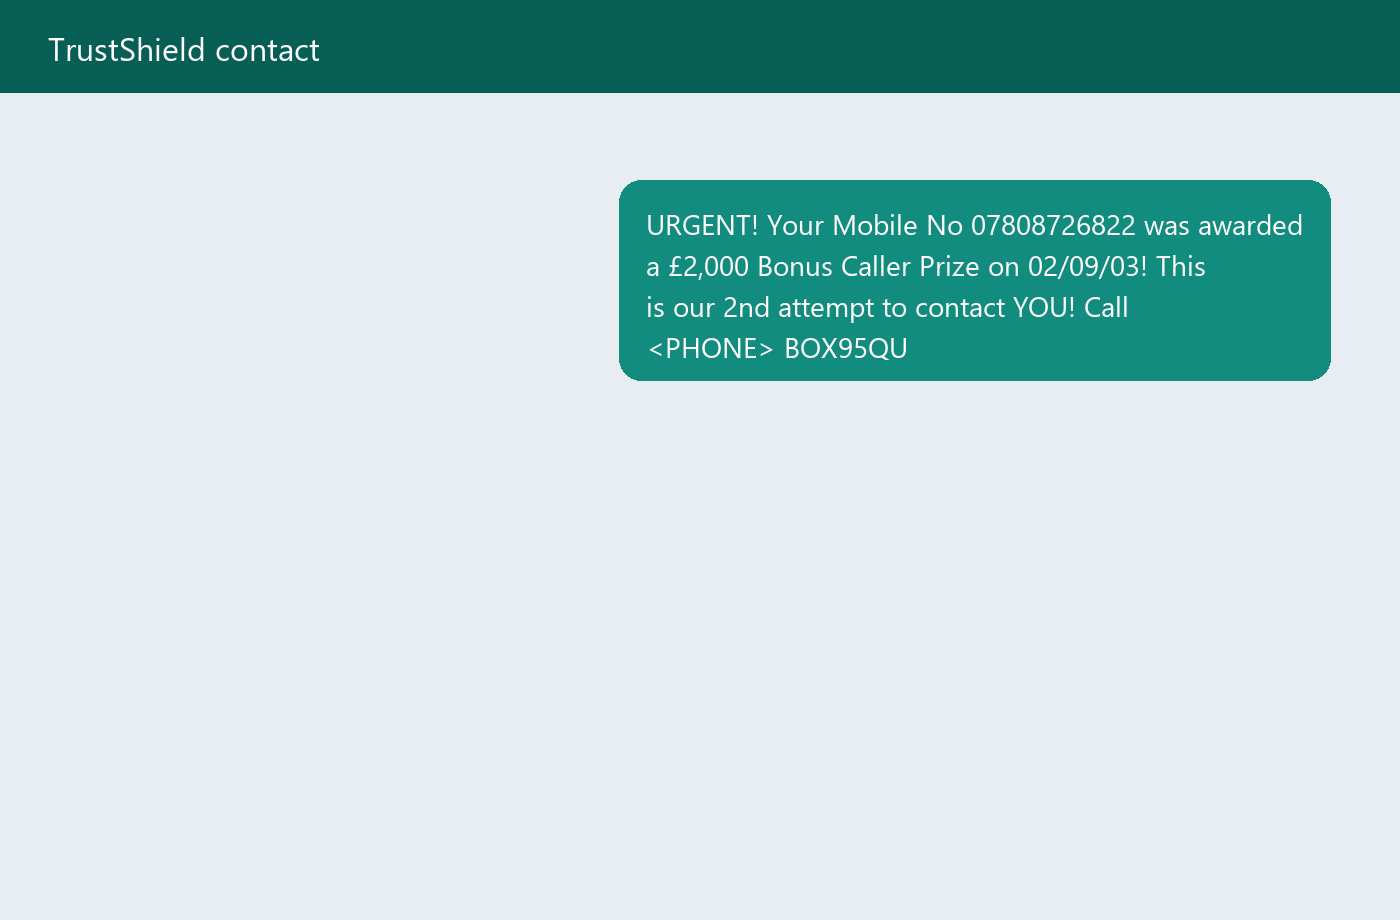 TrustShield contact
URGENT! Your Mobile No 07808726822 was awarded
a £2,000 Bonus Caller Prize on 02/09/03! This
is our 2nd attempt to contact YOU! Call
<PHONE> BOX95QU